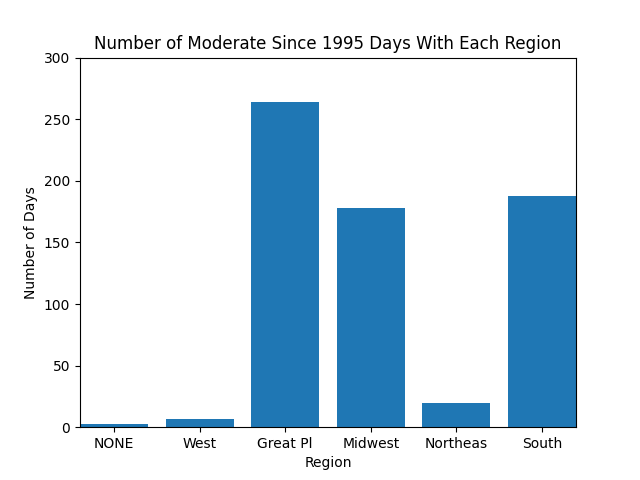 Number of Moderate Since 1995 Days With Each Region
300
250
200
150
100
50
0
Number of Days
NONE West Great Pl Midwest Northeas South
Region